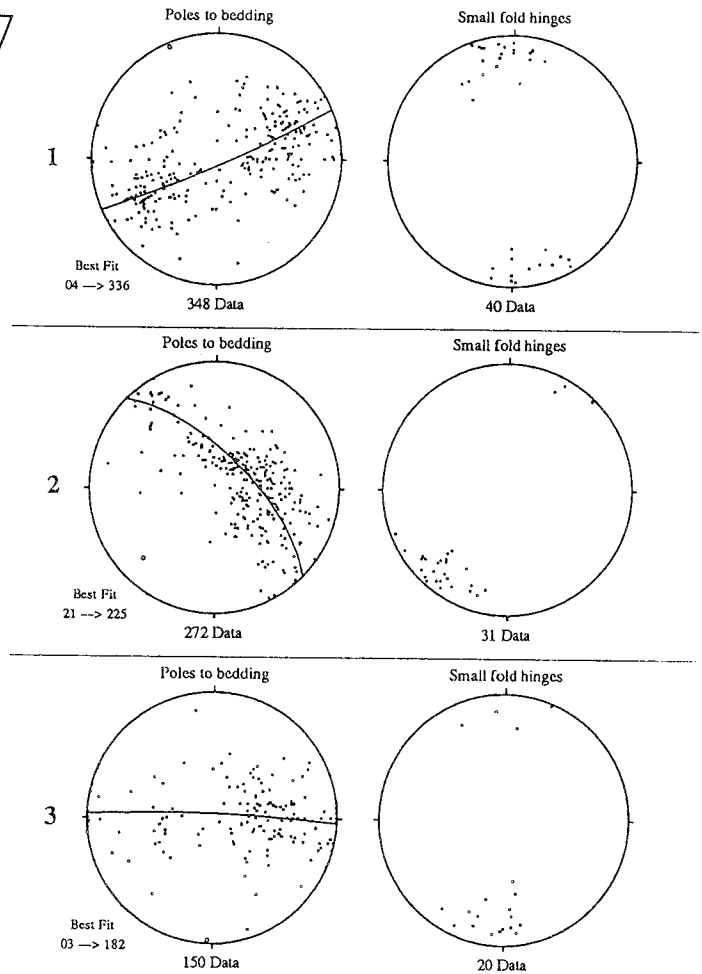 Poles to bedding
Small fold hinges
1
Best Fit
04 —> 336
348 Data
40 Data
Poles to bedding
Small fold hinges
2
Best Fit
21 --> 225
272 Data
31 Data
Poles to bedding
Small fold hinges
3
Best Fit
03 —> 182
150 Data
20 Data